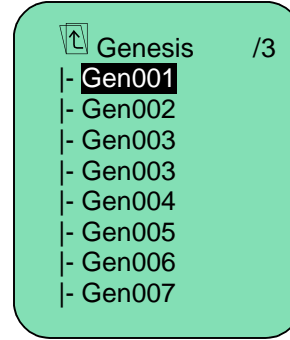 Genesis /3
|- Gen001
|- Gen002
|- Gen003
|- Gen003
|- Gen004
|- Gen005
|- Gen006
|- Gen007